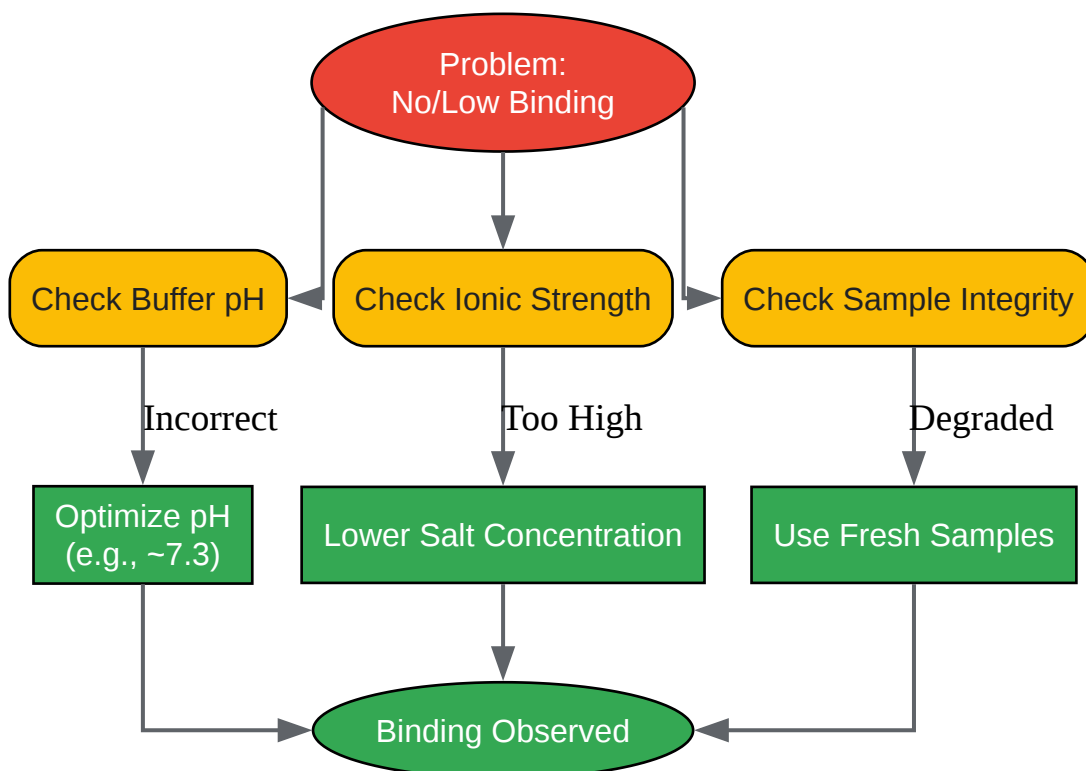 Problem:
No/Low Binding
Check Buffer pH
Check Ionic Strength
Check Sample Integrity
Incorrect
Too High
Degraded
Optimize pH
(e.g., ~7.3)
Lower Salt Concentration
Use Fresh Samples
Binding Observed